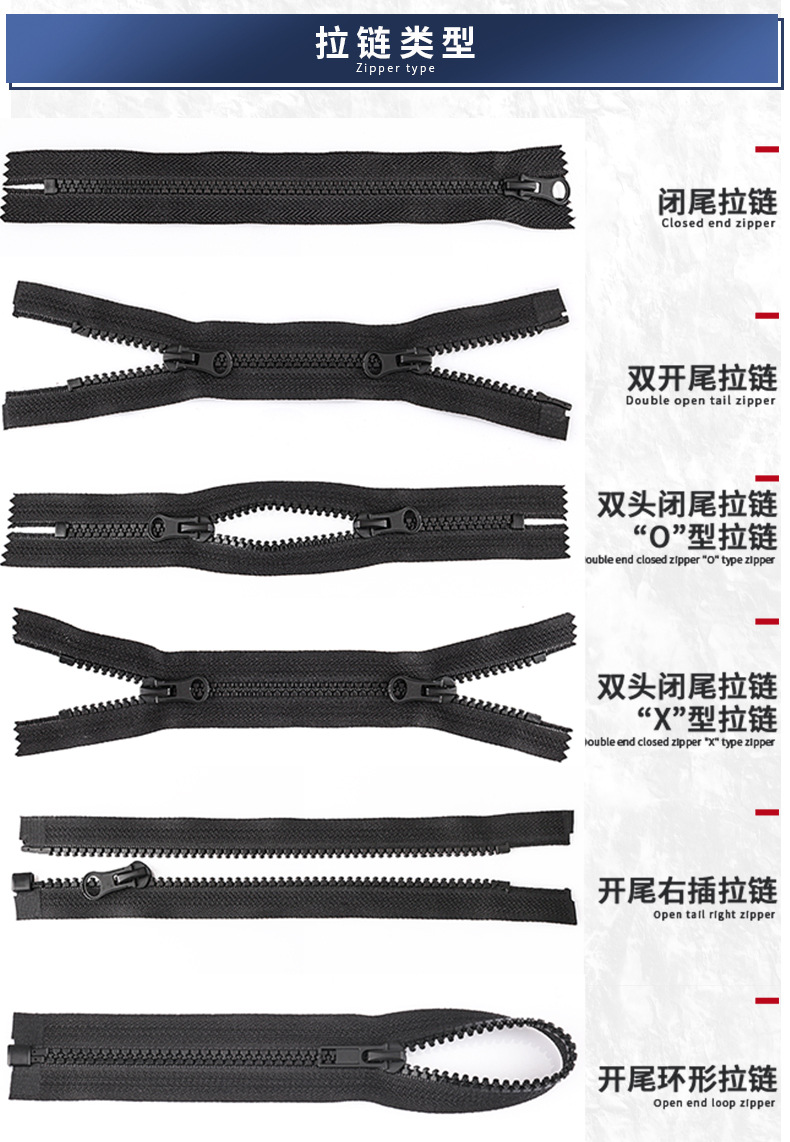 拉链类型
Zipper type
闭尾拉链
Closed end zipper
双开尾拉链
Double open tail zipper
双头闭尾拉链
“O”型拉链
ouble end closed zipper "O" type zipper
双头闭尾拉链
“X”型拉链
Double end closed zipper "X" type zipper
开尾右插拉链
Open tail right zipper
开尾环形拉链
Open end loop zipper